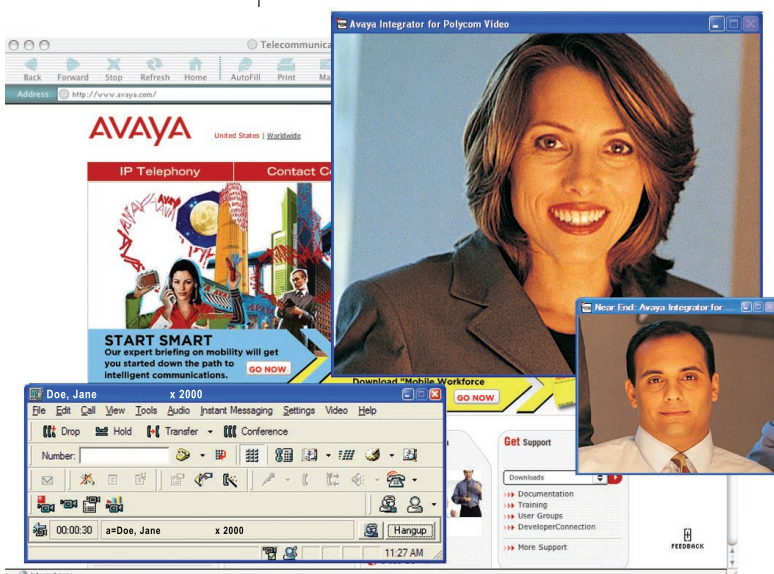 Avaya Integrator for Polycom Video
Telecommunica
Back Forward Stop Refresh Home AutoFill Print Ma
Address: http://www.avaya.com/
AVAYA
United States | Worldwide
IP Telephony Contact C
START SMART
Our expert briefing on mobility will get
you started down the path to
intelligent communications.
GO NOW
Download "Mobile Workforce
GO NOW
Near End: Avaya Integrator for ...
Doe, Jane x 2000
File Edit Call View Tools Audio Instant Messaging Settings Video Help
Drop Hold Transfer Conference
Number:
00:00:30 a=Doe, Jane x 2000 Hangup
11:27 AM
Get Support
Downloads
Documentation
Training
User Groups
DeveloperConnection
More Support
FEEDBACK